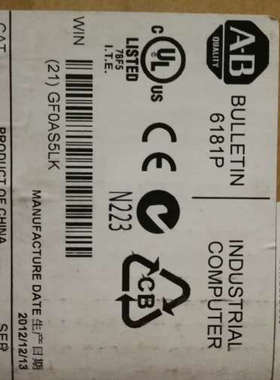 AB
QUALITY
BULLETIN
6181P
INDUSTRIAL
COMPUTER
C UL US
LISTED
78F5
I.T.E.
CE
N223
CB
WIN
(21) GF0AS5LK
MANUFACTURE DATE 生产日期
2012/12/13
CAT
PRODUCT OF CHINA
SER